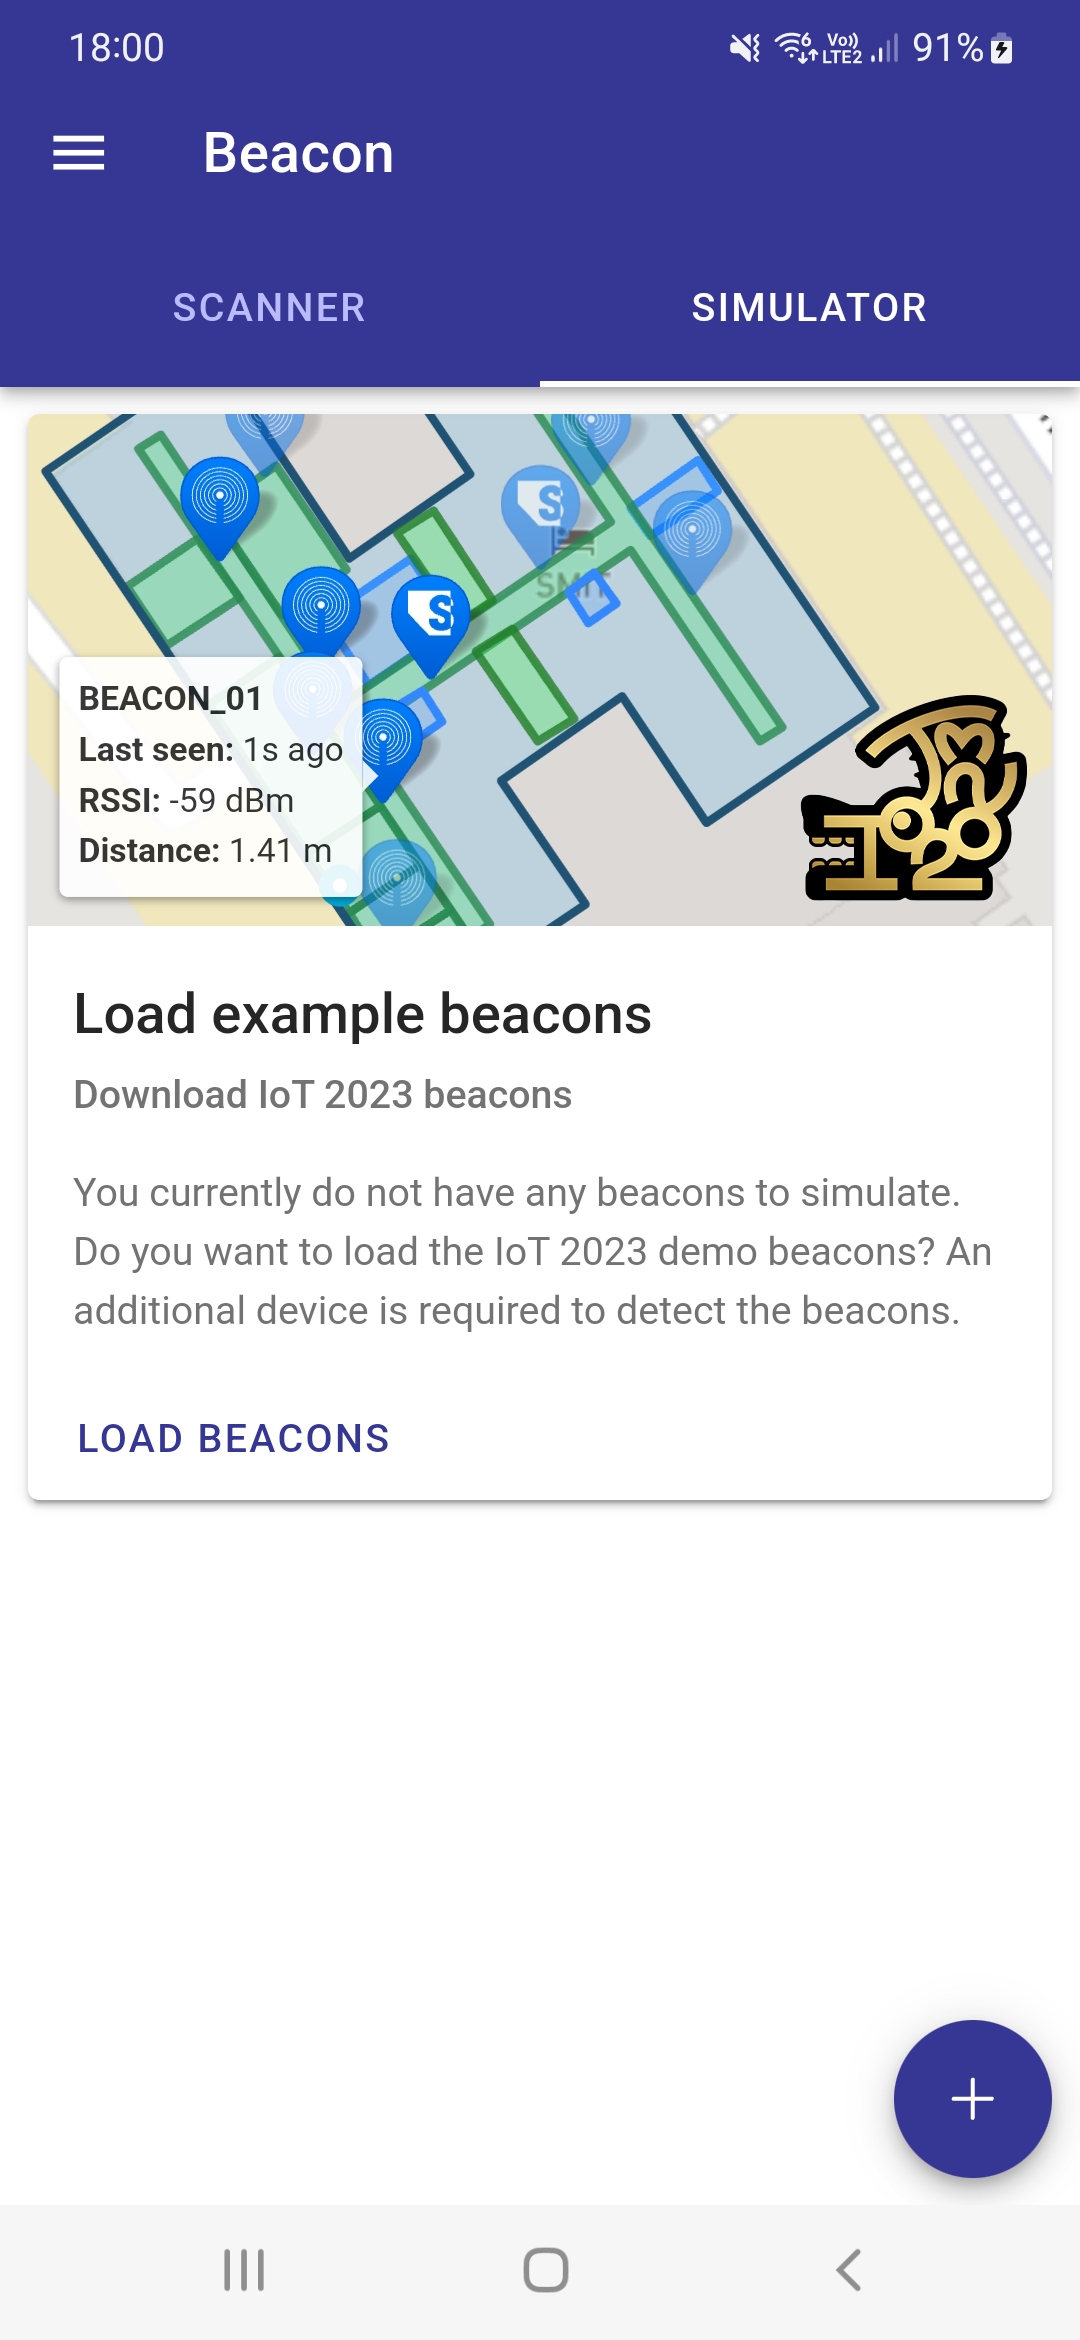 18:00
6 Vo)) LTE2 91%
Beacon
SCANNER
SIMULATOR
S
S
SMIT
BEACON_01
Last seen: 1s ago
RSSI: -59 dBm
Distance: 1.41 m
Load example beacons
Download IoT 2023 beacons
You currently do not have any beacons to simulate.
Do you want to load the IoT 2023 demo beacons? An
additional device is required to detect the beacons.
LOAD BEACONS